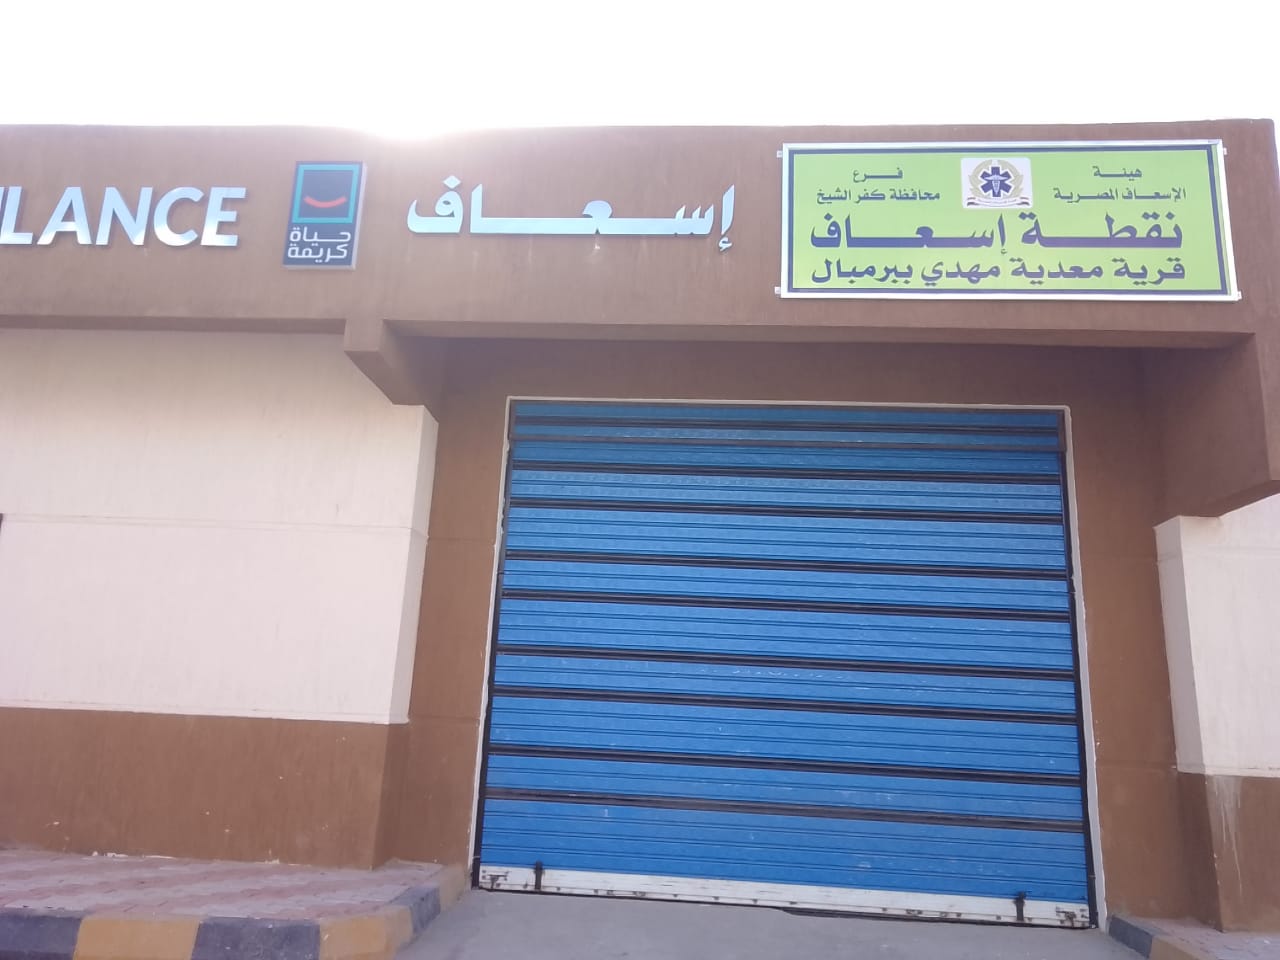 LANCE
حياة
كريمة
إسعاف
هيئة
الإسعاف المصرية
فرع
محافظة كفر الشيخ
نقطة إسعاف
قرية معدية مهدي ببرمبال